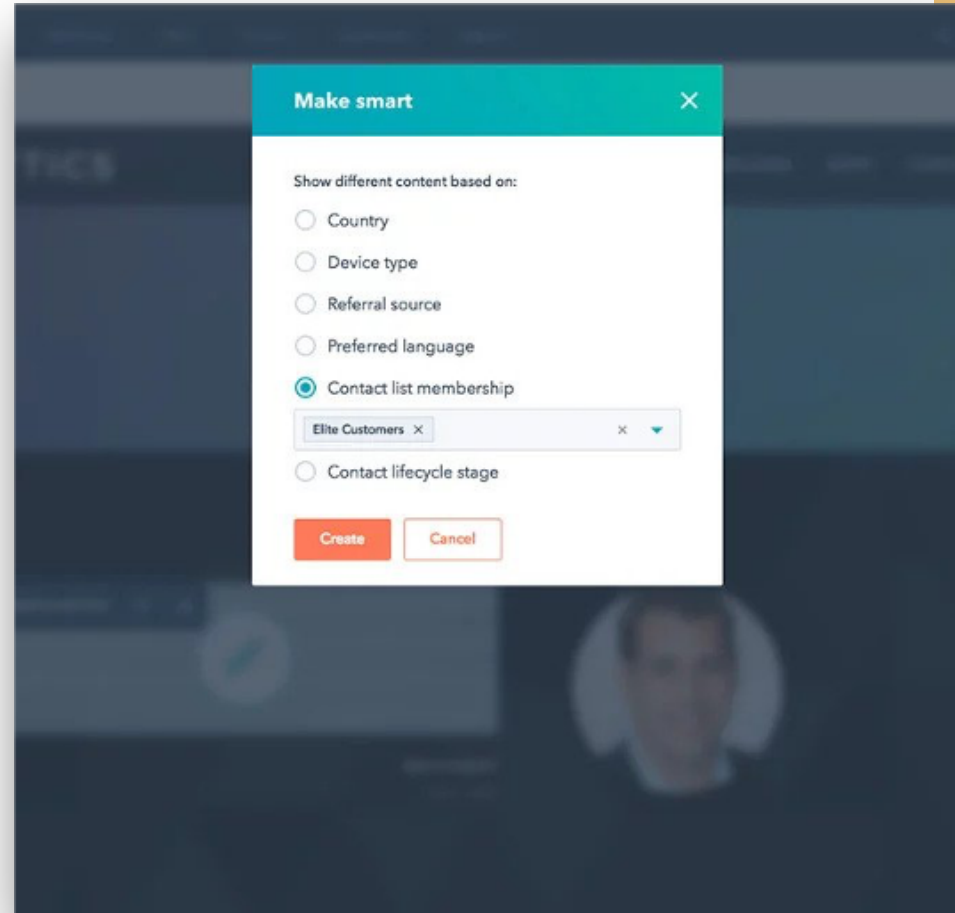 Make smart
TICS
Show different content based on:
Country
Device type
Referral source
Preferred language
Contact list membership
Elite Customers
Contact lifecycle stage
Create
Cancel